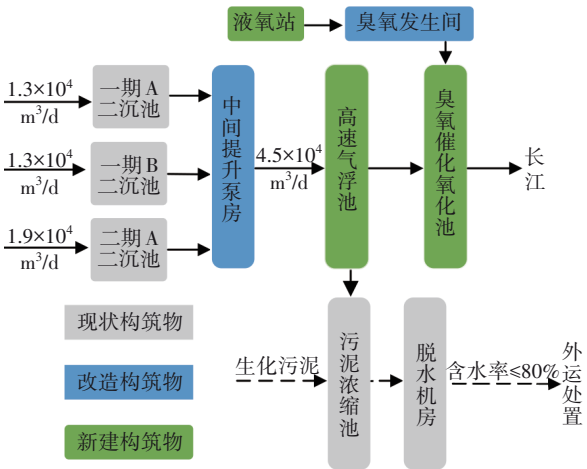 液氧站
臭氧发生间
1.3×10⁴
m³/d
一期A
二沉池
1.3×10⁴
m³/d
一期B
二沉池
1.9×10⁴
m³/d
二期A
二沉池
中间提升泵房
4.5×10⁴
m³/d
高速气浮池
臭氧催化氧化池
长江
现状构筑物
改造构筑物
新建构筑物
生化污泥
污泥浓缩池
脱水机房
含水率≤80%
外运处置